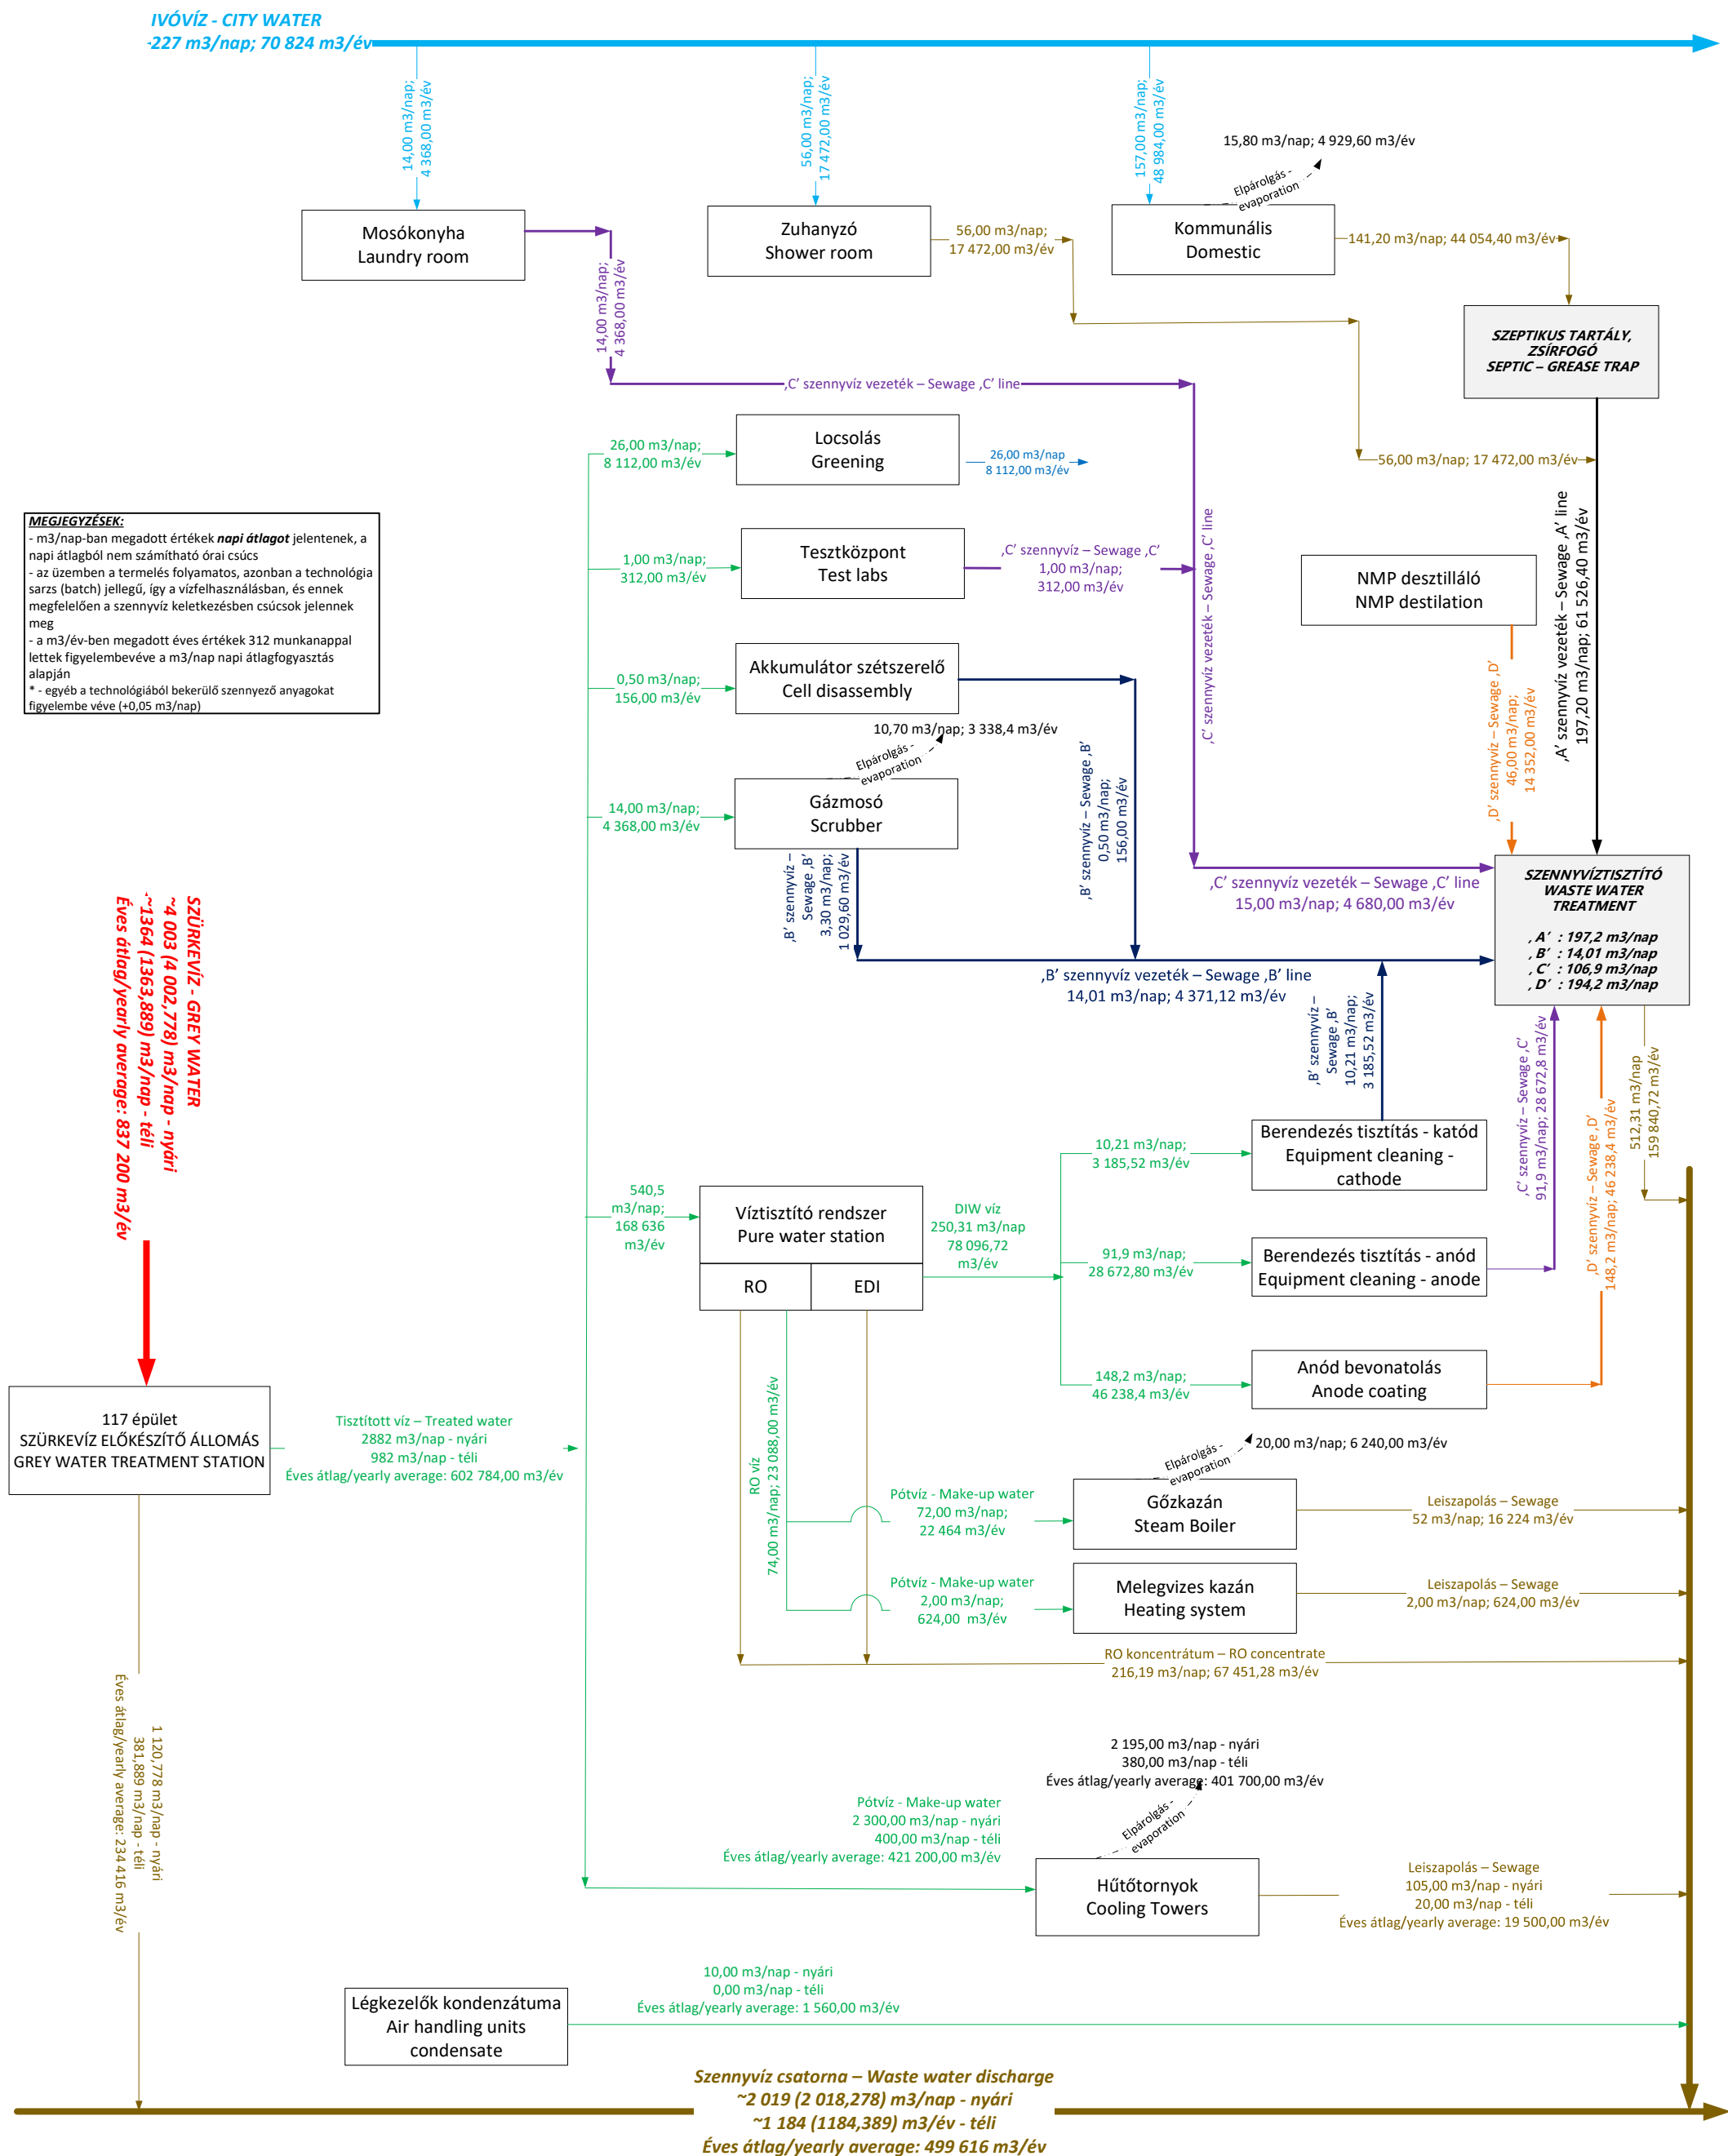 IVÓVÍZ - CITY WATER
~227 m3/nap; 70 824 m3/év
14,00 m3/nap;
4 368,00 m3/év
56,00 m3/nap;
17 472,00 m3/év
157,00 m3/nap;
48 984,00 m3/év
15,80 m3/nap; 4 929,60 m3/év
Elpárolgás -
evaporation
Mosókonyha
Laundry room
Zuhanyzó
Shower room
56,00 m3/nap;
17 472,00 m3/év
Kommunális
Domestic
141,20 m3/nap; 44 054,40 m3/év
14,00 m3/nap;
4 368,00 m3/év
SZEPTIKUS TARTÁLY,
ZSÍRFOGÓ
SEPTIC – GREASE TRAP
‚C’ szennyvíz vezeték – Sewage ‚C’ line
26,00 m3/nap;
8 112,00 m3/év
Locsolás
Greening
26,00 m3/nap
8 112,00 m3/év
56,00 m3/nap; 17 472,00 m3/év
MEGJEGYZÉSEK:
- m3/nap-ban megadott értékek napi átlagot jelentenek, a
napi átlagból nem számítható órai csúcs
- az üzemben a termelés folyamatos, azonban a technológia
sarzs (batch) jellegű, így a vízfelhasználásban, és ennek
megfelelően a szennyvíz keletkezésben csúcsok jelennek
meg
- a m3/év-ben megadott éves értékek 312 munkanappal
lettek figyelembevéve a m3/nap napi átlagfogyasztás
alapján
* - egyéb a technológiából bekerülő szennyező anyagokat
figyelembe véve (+0,05 m3/nap)
1,00 m3/nap;
312,00 m3/év
Tesztközpont
Test labs
‚C’ szennyvíz – Sewage ‚C’
1,00 m3/nap;
312,00 m3/év
‚C’ szennyvíz vezeték – Sewage ‚C’ line
NMP desztilláló
NMP destilation
‚A’ szennyvíz vezeték – Sewage ‚A’ line
197,20 m3/nap; 61 526,40 m3/év
‚D’ szennyvíz – Sewage ‚D’
46,00 m3/nap;
14 352,00 m3/év
0,50 m3/nap;
156,00 m3/év
Akkumulátor szétszerelő
Cell disassembly
10,70 m3/nap; 3 338,4 m3/év
Elpárolgás -
evaporation
‚B’ szennyvíz – Sewage ‚B’
0,50 m3/nap;
156,00 m3/év
14,00 m3/nap;
4 368,00 m3/év
Gázmosó
Scrubber
‚B’ szennyvíz –
Sewage ‚B’
3,30 m3/nap;
1 029,60 m3/év
‚C’ szennyvíz vezeték – Sewage ‚C’ line
15,00 m3/nap; 4 680,00 m3/év
SZENNYVÍZTISZTÍTÓ
WASTE WATER
TREATMENT
‚ A’ : 197,2 m3/nap
‚ B’ : 14,01 m3/nap
‚ C’ : 106,9 m3/nap
‚ D’ : 194,2 m3/nap
‚B’ szennyvíz vezeték – Sewage ‚B’ line
14,01 m3/nap; 4 371,12 m3/év
SZÜRKEVÍZ - GREY WATER
~4 003 (4 002,778) m3/nap - nyári
~1364 (1363,889) m3/nap - téli
Éves átlag/yearly average: 837 200 m3/év
‚B’ szennyvíz –
Sewage ‚B’
10,21 m3/nap;
3 185,52 m3/év
‚C’ szennyvíz – Sewage ‚C’
91,9 m3/nap; 28 672,8 m3/év
‚D’ szennyvíz – Sewage ‚D’
148,2 m3/nap; 46 238,4 m3/év
512,31 m3/nap
159 840,72 m3/év
10,21 m3/nap;
3 185,52 m3/év
Berendezés tisztítás - katód
Equipment cleaning -
cathode
540,5
m3/nap;
168 636
m3/év
Víztisztító rendszer
Pure water station
RO
EDI
DIW víz
250,31 m3/nap
78 096,72
m3/év
91,9 m3/nap;
28 672,80 m3/év
Berendezés tisztítás - anód
Equipment cleaning - anode
148,2 m3/nap;
46 238,4 m3/év
Anód bevonatolás
Anode coating
RO víz
74,00 m3/nap; 23 088,00 m3/év
117 épület
SZÜRKEVÍZ ELŐKÉSZÍTŐ ÁLLOMÁS
GREY WATER TREATMENT STATION
Tisztított víz – Treated water
2882 m3/nap - nyári
982 m3/nap - téli
Éves átlag/yearly average: 602 784,00 m3/év
Elpárolgás -
evaporation
20,00 m3/nap; 6 240,00 m3/év
Pótvíz - Make-up water
72,00 m3/nap;
22 464 m3/év
Gőzkazán
Steam Boiler
Leiszapolás – Sewage
52 m3/nap; 16 224 m3/év
Pótvíz - Make-up water
2,00 m3/nap;
624,00 m3/év
Melegvizes kazán
Heating system
Leiszapolás – Sewage
2,00 m3/nap; 624,00 m3/év
RO koncentrátum – RO concentrate
216,19 m3/nap; 67 451,28 m3/év
1 120,778 m3/nap - nyári
381,889 m3/nap - téli
Éves átlag/yearly average: 234 416 m3/év
2 195,00 m3/nap - nyári
380,00 m3/nap - téli
Éves átlag/yearly average: 401 700,00 m3/év
Elpárolgás -
evaporation
Pótvíz - Make-up water
2 300,00 m3/nap - nyári
400,00 m3/nap - téli
Éves átlag/yearly average: 421 200,00 m3/év
Hűtőtornyok
Cooling Towers
Leiszapolás – Sewage
105,00 m3/nap - nyári
20,00 m3/nap - téli
Éves átlag/yearly average: 19 500,00 m3/év
Légkezelők kondenzátuma
Air handling units
condensate
10,00 m3/nap - nyári
0,00 m3/nap - téli
Éves átlag/yearly average: 1 560,00 m3/év
Szennyvíz csatorna – Waste water discharge
~2 019 (2 018,278) m3/nap - nyári
~1 184 (1184,389) m3/év - téli
Éves átlag/yearly average: 499 616 m3/év